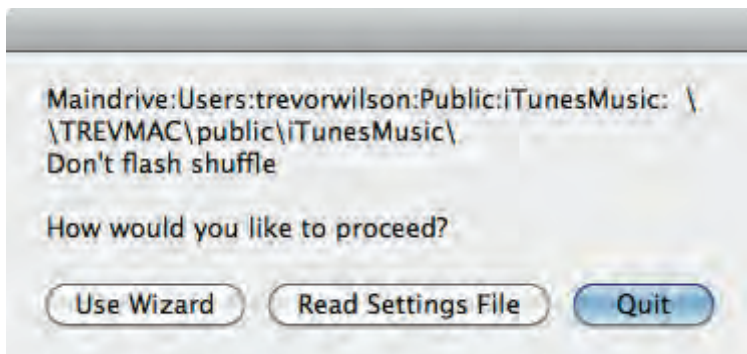 Maindrive:Users:trevorwilson:Public:iTunesMusic: \
\TREVMAC\public\iTunesMusic\
Don't flash shuffle
How would you like to proceed?
Use Wizard Read Settings File Quit